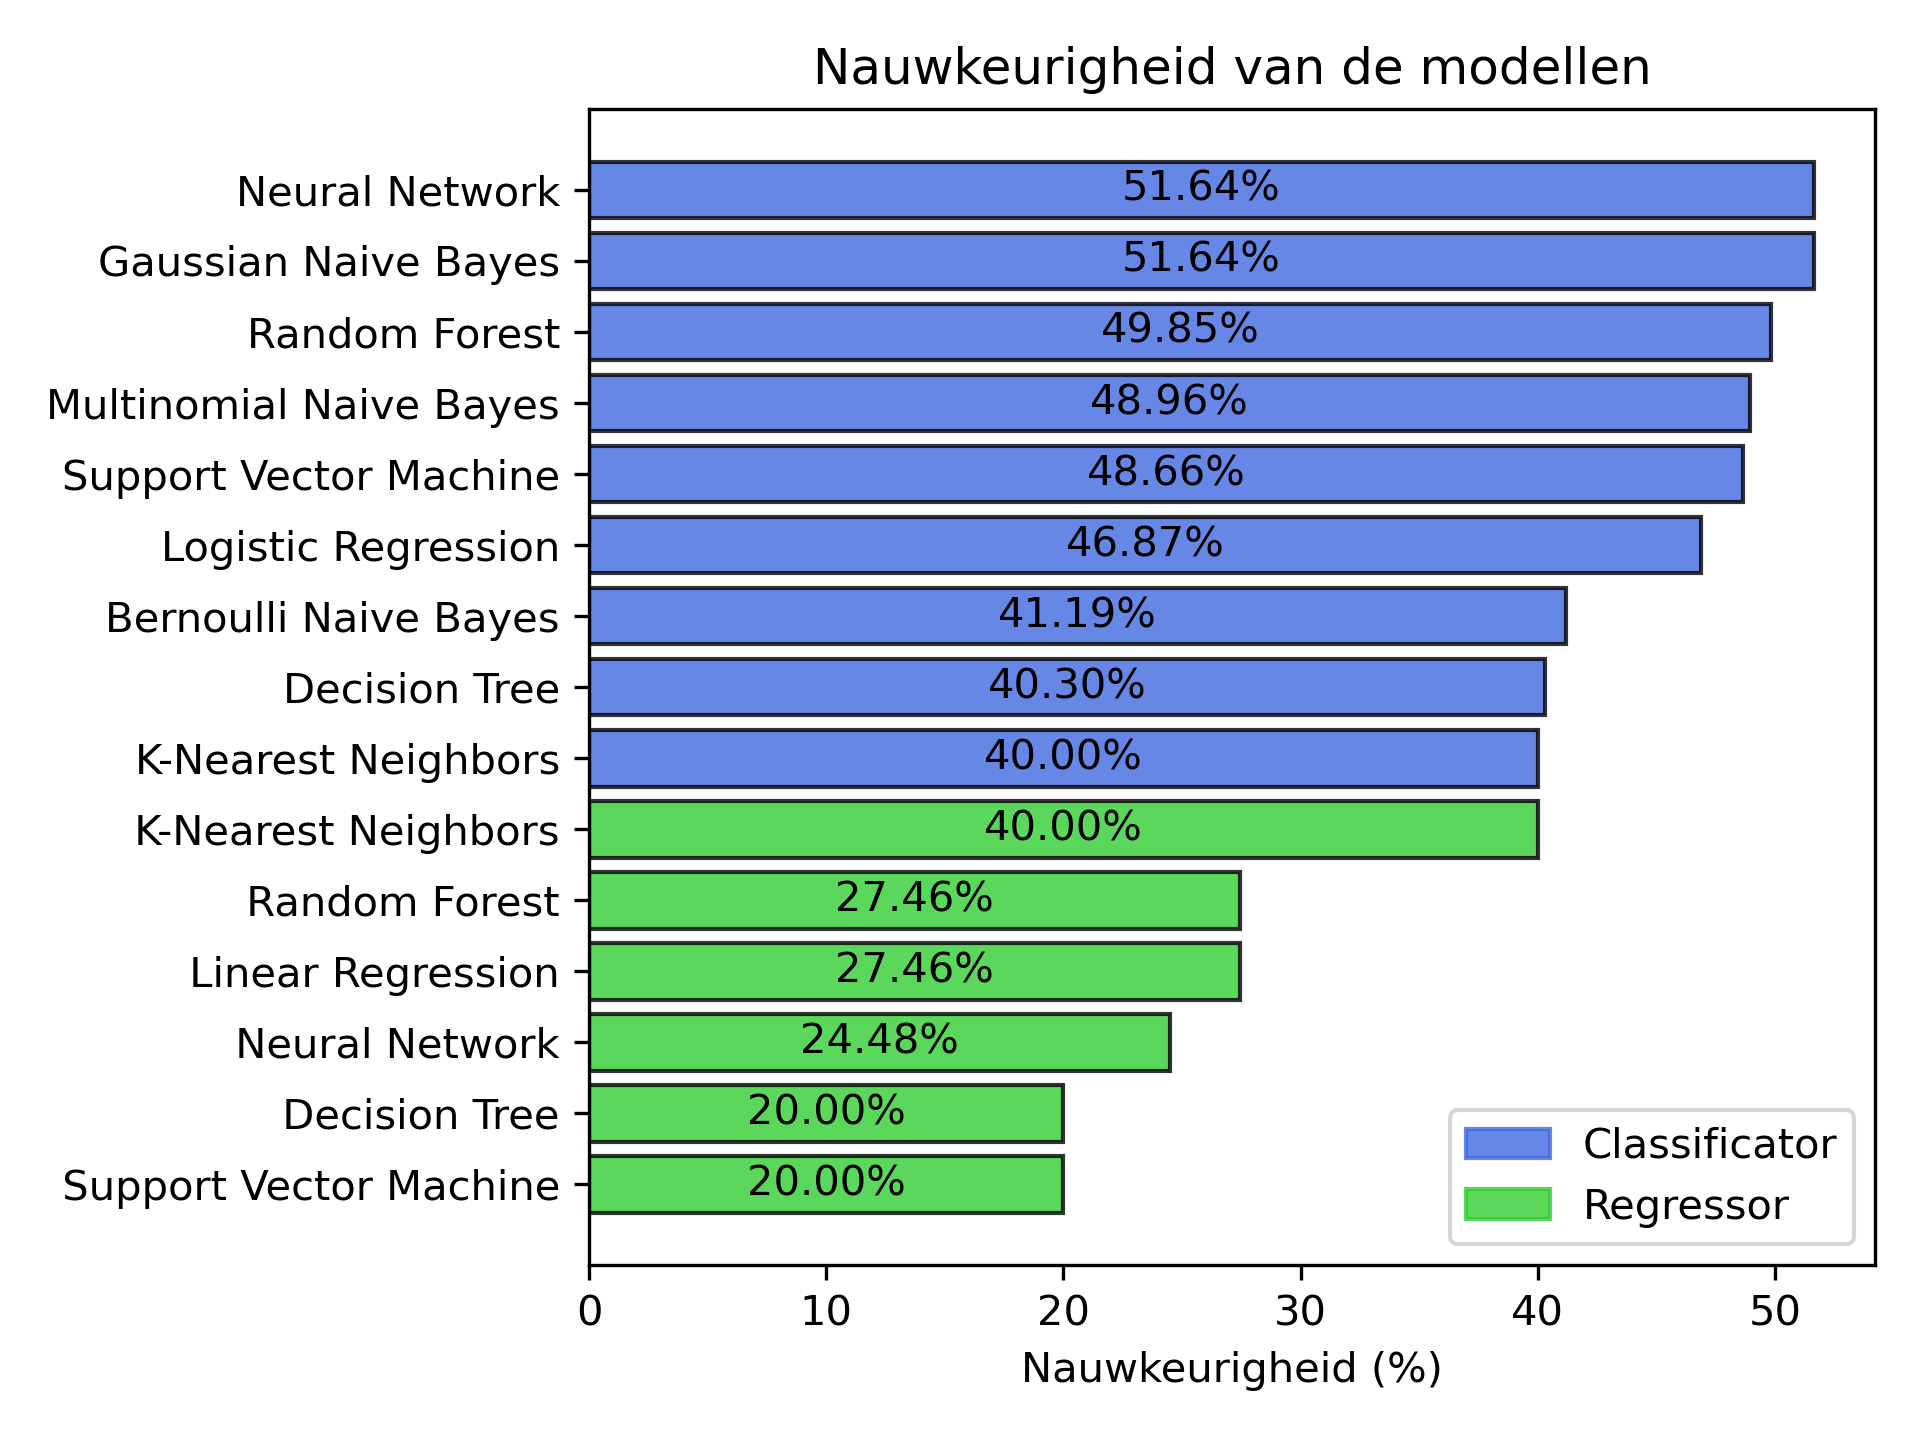 Nauwkeurigheid van de modellen
Neural Network 51.64%
Gaussian Naive Bayes 51.64%
Random Forest 49.85%
Multinomial Naive Bayes 48.96%
Support Vector Machine 48.66%
Logistic Regression 46.87%
Bernoulli Naive Bayes 41.19%
Decision Tree 40.30%
K-Nearest Neighbors 40.00%
K-Nearest Neighbors 40.00%
Random Forest 27.46%
Linear Regression 27.46%
Neural Network 24.48%
Decision Tree 20.00%
Support Vector Machine 20.00%
Classificator
Regressor
0 10 20 30 40 50
Nauwkeurigheid (%)